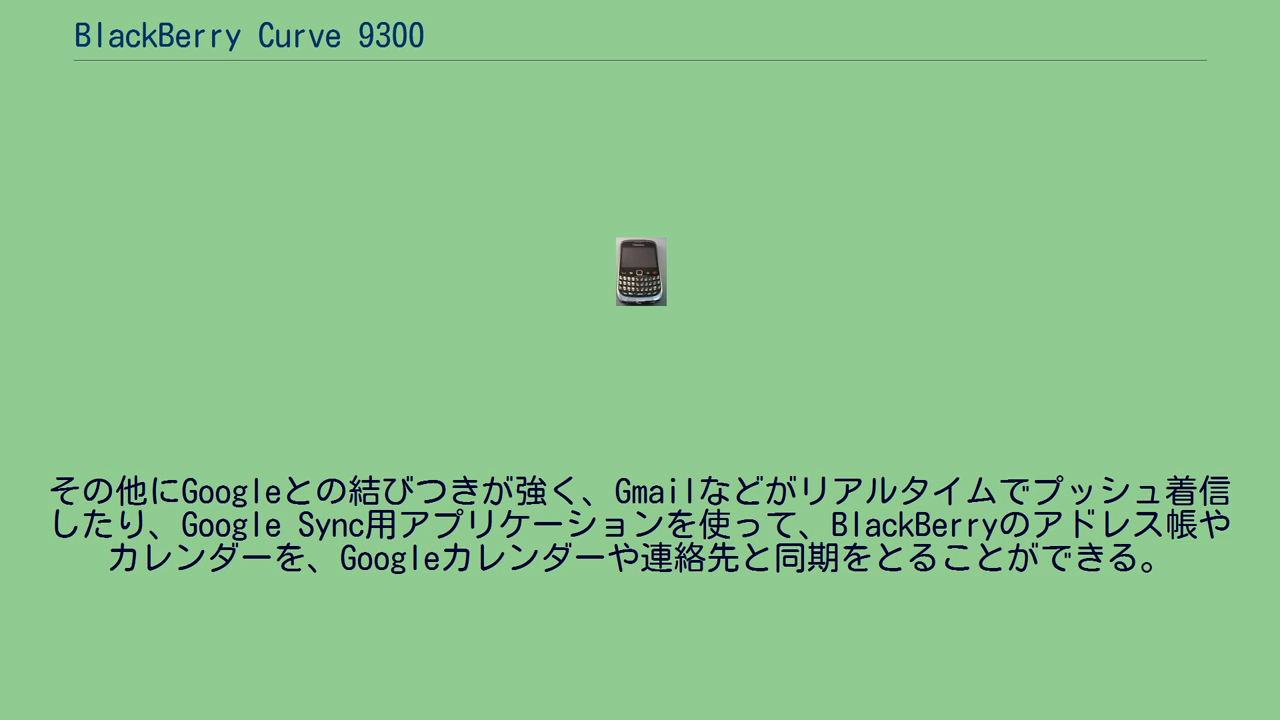 BlackBerry Curve 9300
その他にGoogleとの結びつきが強く、Gmailなどがリアルタイムでプッシュ着信
したり、Google Sync用アプリケーションを使って、BlackBerryのアドレス帳や
カレンダーを、Googleカレンダーや連絡先と同期をとることができる。